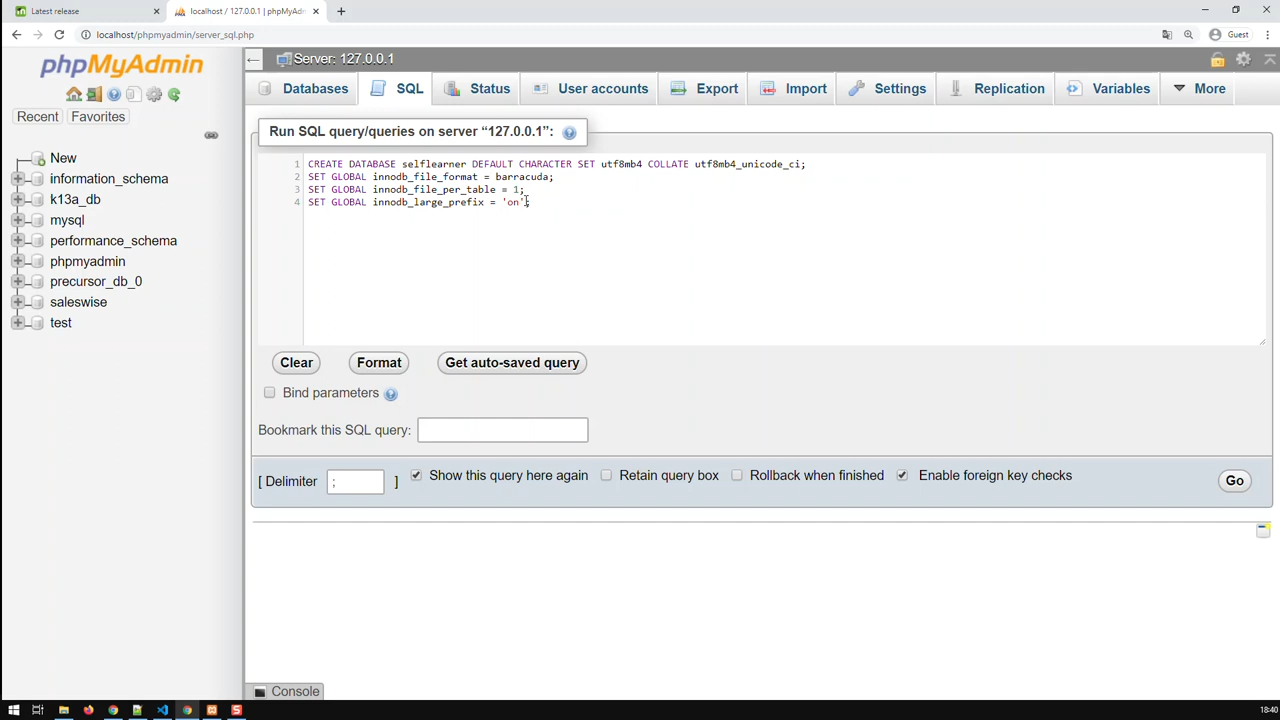 Latest release
localhost / 127.0.0.1 | phpMyAdm
localhost/phpmyadmin/server_sql.php
Guest
phpMyAdmin
Recent
Favorites
New
information_schema
k13a_db
mysql
performance_schema
phpmyadmin
precursor_db_0
saleswise
test
Server: 127.0.0.1
Databases
SQL
Status
User accounts
Export
Import
Settings
Replication
Variables
More
Run SQL query/queries on server “127.0.0.1”:
1 CREATE DATABASE selflearner DEFAULT CHARACTER SET utf8mb4 COLLATE utf8mb4_unicode_ci;
2 SET GLOBAL innodb_file_format = barracuda;
3 SET GLOBAL innodb_file_per_table = 1;
4 SET GLOBAL innodb_large_prefix = 'on';
Clear
Format
Get auto-saved query
Bind parameters
Bookmark this SQL query:
[ Delimiter ; ]
Show this query here again
Retain query box
Rollback when finished
Enable foreign key checks
Go
Console
18:40